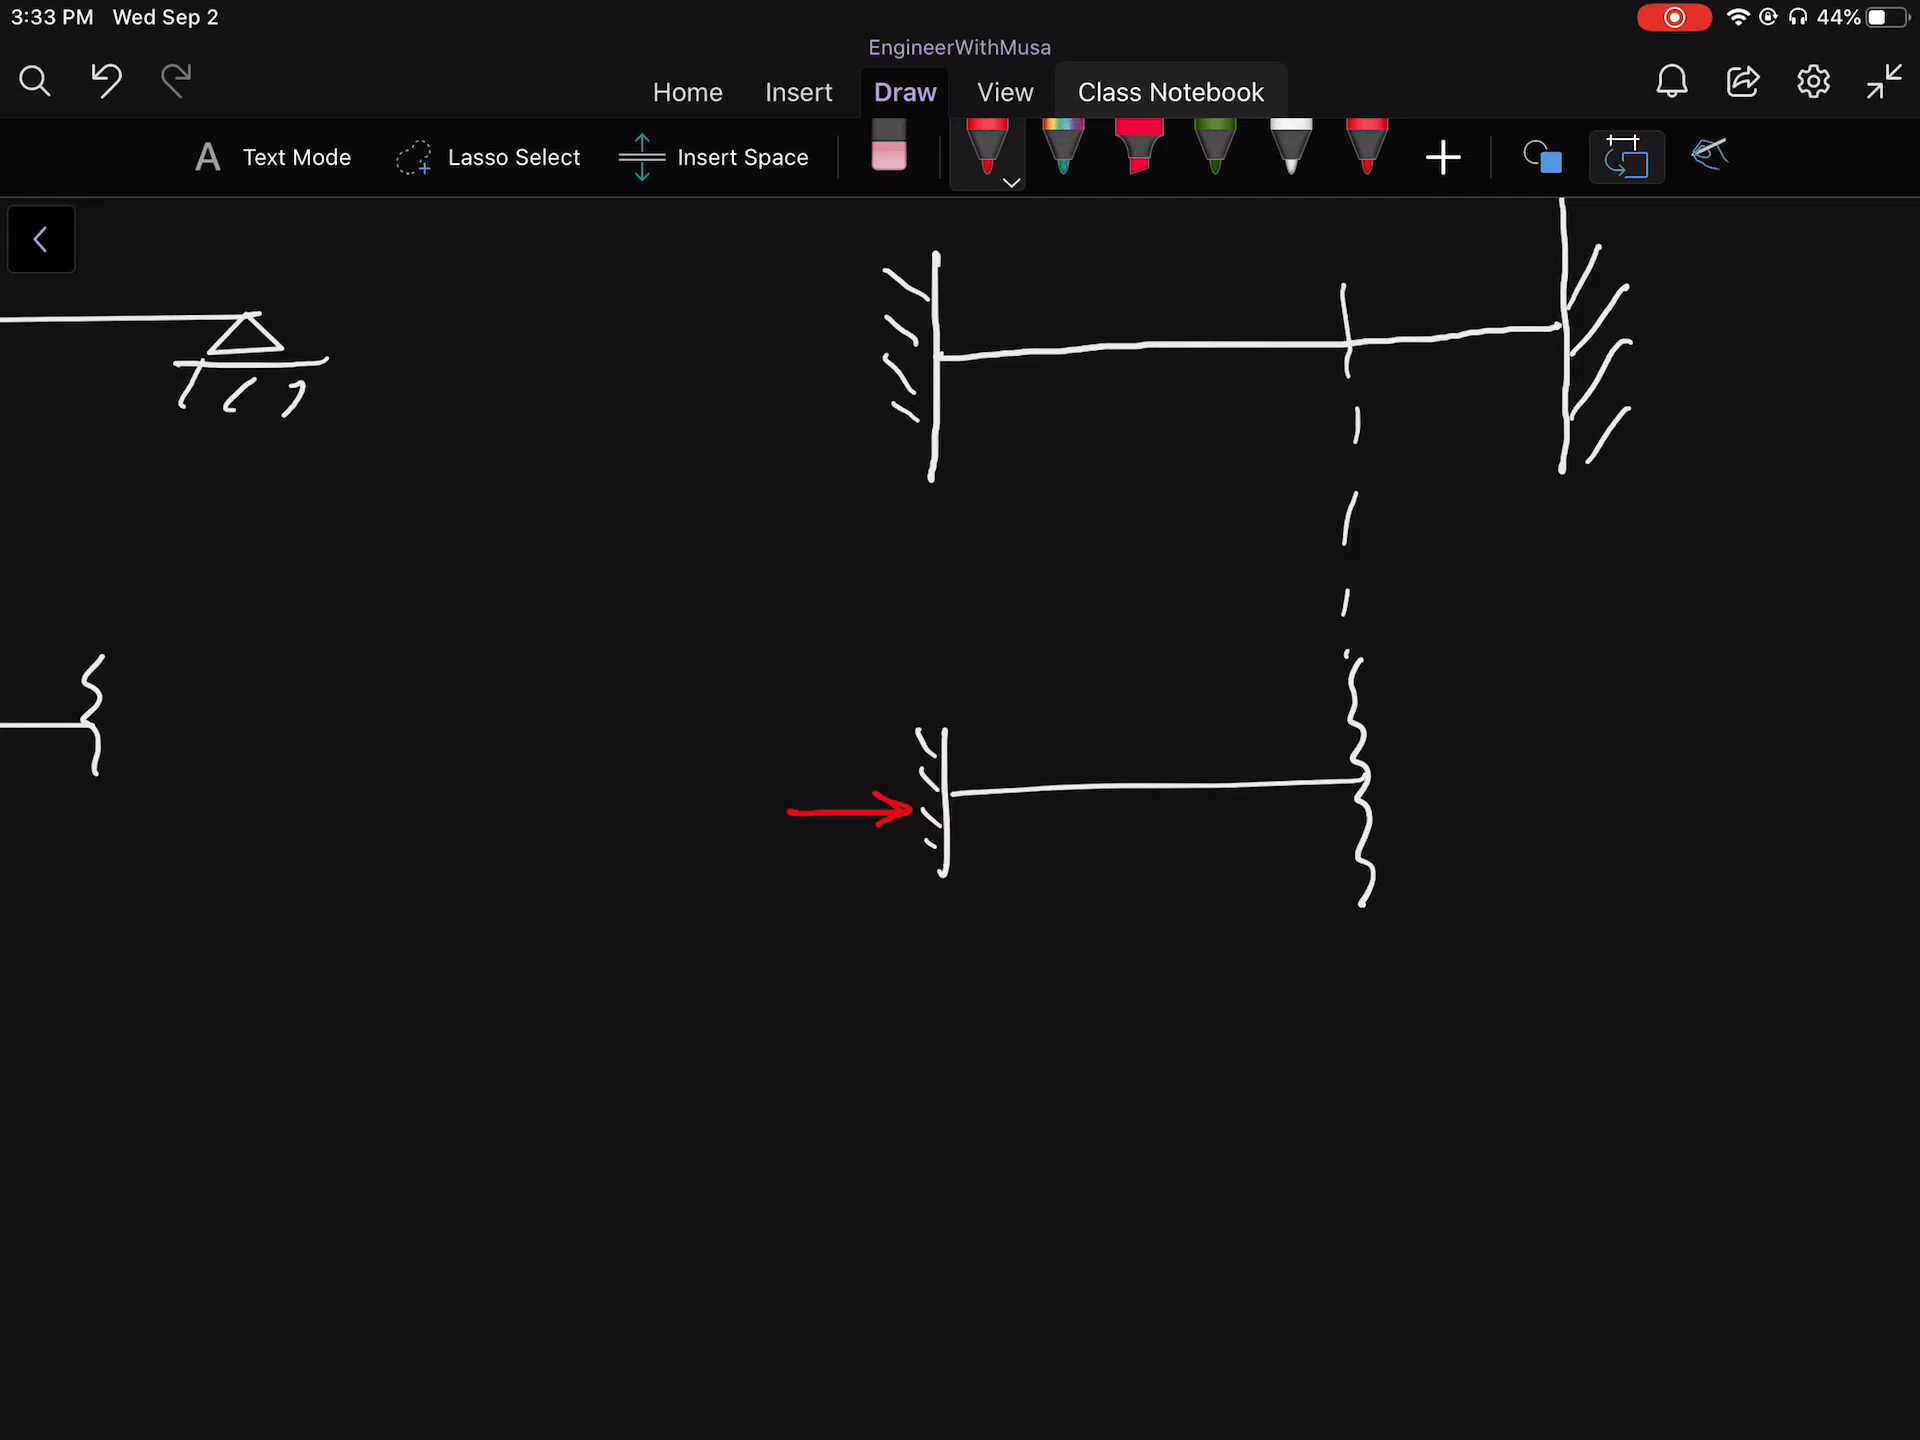 3:33 PM Wed Sep 2
44%
EngineerWithMusa
Home Insert Draw View Class Notebook
A Text Mode Lasso Select Insert Space